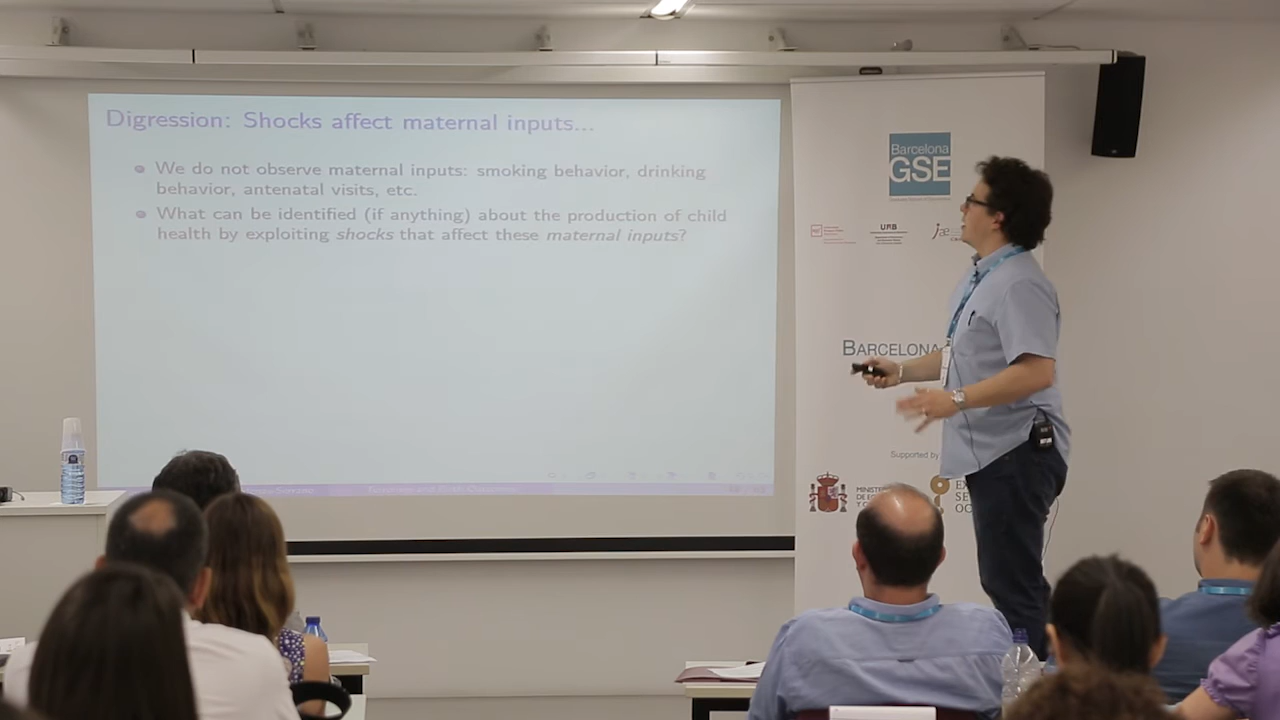 Digression: Shocks affect maternal inputs...
We do not observe maternal inputs: smoking behavior, drinking
behavior, antenatal visits, etc.
What can be identified (if anything) about the production of child
health by exploiting shocks that affect these maternal inputs?
Barcelona
GSE
UAB
BARCELONA
Supported by